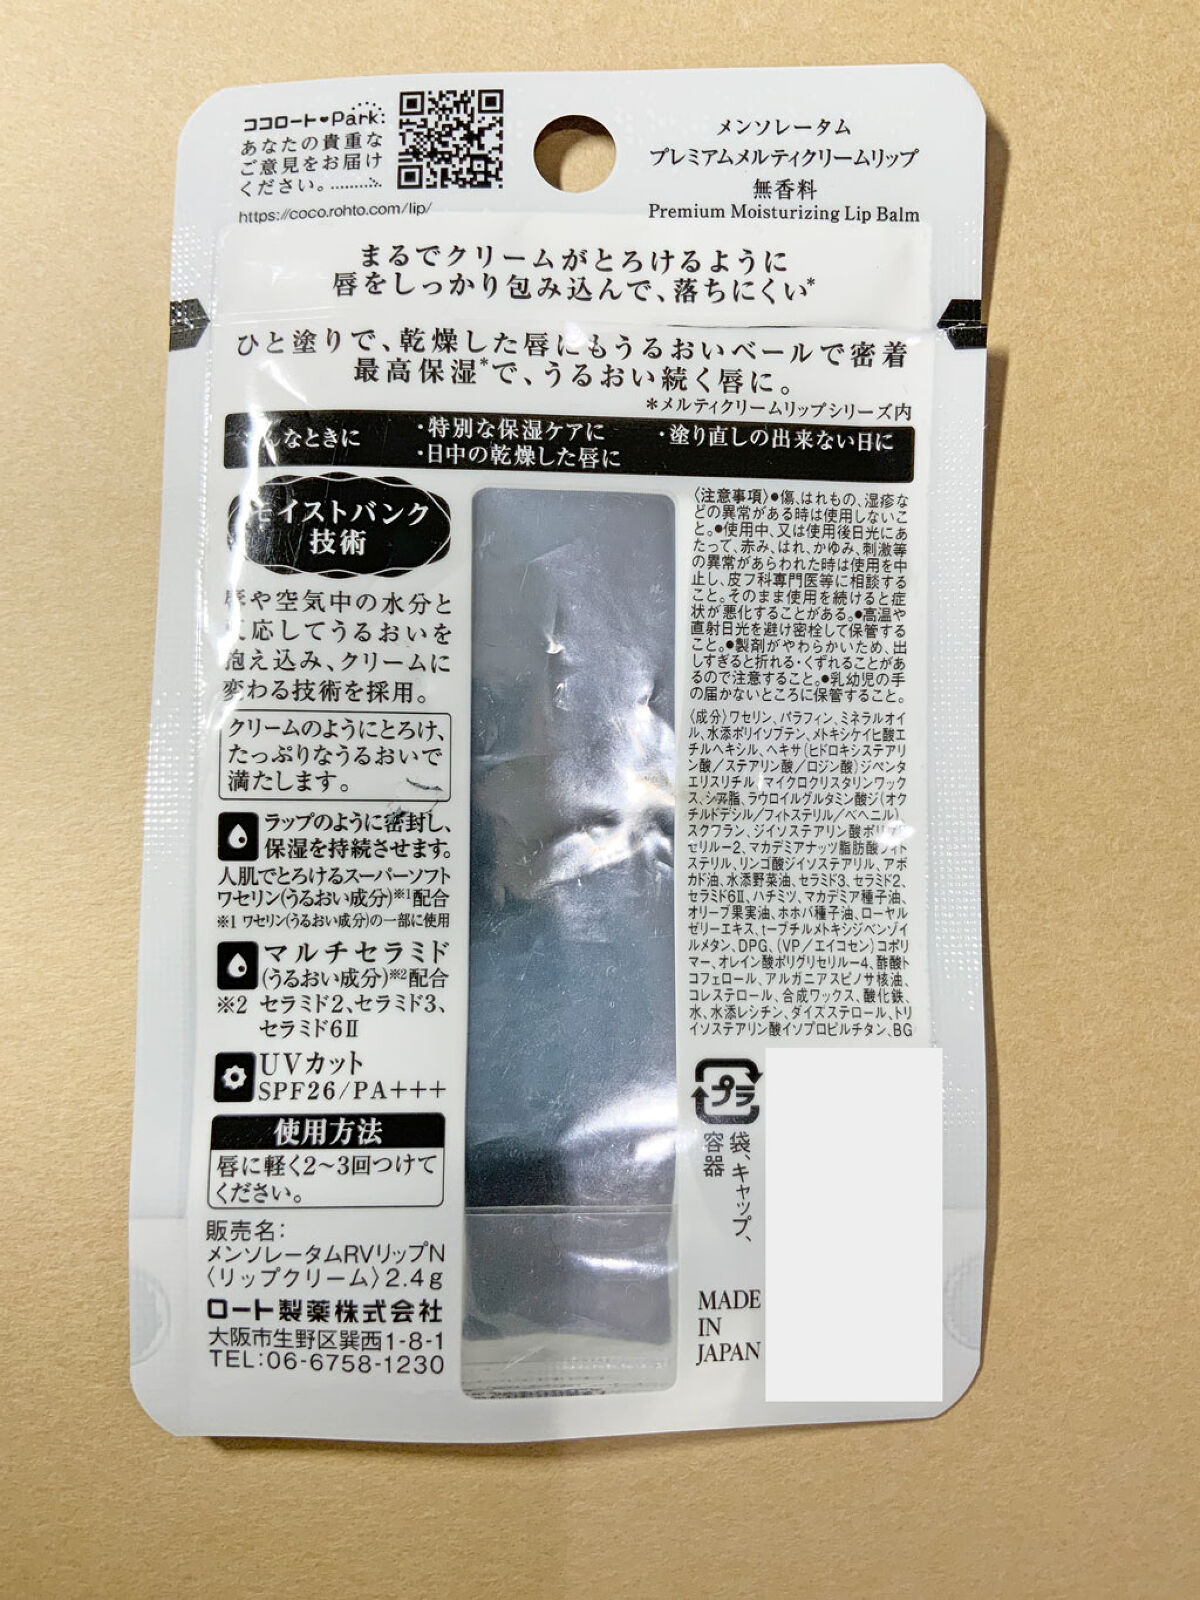 ココロート♥Park:
あなたの貴重な
ご意見をお届け
ください。
https://coco.rohto.com/lip/
メンソレータム
プレミアムメルティクリームリップ
無香料
Premium Moisturizing Lip Balm
まるでクリームがとろけるように
唇をしっかり包み込んで、落ちにくい*
ひと塗りで、乾燥した唇にもうるおいベールで密着
最高保湿*で、うるおい続く唇に。
*メルティクリームリップシリーズ内
こんなときに
・特別な保湿ケアに
・日中の乾燥した唇に
・塗り直しの出来ない日に
モイストバンク
技術
唇や空気中の水分と
反応してうるおいを
抱え込み、クリームに
変わる技術を採用。
クリームのようにとろけ、
たっぷりなうるおいで
満たします。
ラップのように密封し、
保湿を持続させます。
人肌でとろけるスーパーソフト
ワセリン(うるおい成分)※1配合
※1 ワセリン(うるおい成分)の一部に使用
マルチセラミド
(うるおい成分)※2配合
※2 セラミド2、セラミド3、
セラミド6Ⅱ
UVカット
SPF26/PA+++
使用方法
唇に軽く2〜3回つけて
ください。
販売名：
メンソレータムRVリップN
〈リップクリーム〉2.4g
ロート製薬株式会社
大阪市生野区巽西1-8-1
TEL：06-6758-1230
〈注意事項〉●傷、はれもの、湿疹な
どの異常がある時は使用しないこ
と。●使用中、又は使用後日光にあ
たって、赤み、はれ、かゆみ、刺激等
の異常があらわれた時は使用を中
止し、皮フ科専門医等に相談する
こと。そのまま使用を続けると症
状が悪化することがある。●高温や
直射日光を避け密栓して保管する
こと。●製剤がやわらかいため、出
しすぎると折れる・くずれることがあ
るので注意すること。●乳幼児の手
の届かないところに保管すること。
〈成分〉ワセリン、パラフィン、ミネラルオイ
ル、水添ポリイソブテン、メトキシケイヒ酸エ
チルヘキシル、ヘキサ(ヒドロキシステアリ
ン酸／ステアリン酸／ロジン酸)ジペンタ
エリスリチル、マイクロクリスタリンワック
ス、シア脂、ラウロイルグルタミン酸ジ(オク
チルドデシル／フィトステリル／ベヘニル)、
スクワラン、ジイソステアリン酸ポリグリ
セリル-2、マカデミアナッツ脂肪酸フィト
ステリル、リンゴ酸ジイソステアリル、アボ
カド油、水添野菜油、セラミド3、セラミド2、
セラミド6Ⅱ、ハチミツ、マカデミア種子油、
オリーブ果実油、ホホバ種子油、ローヤル
ゼリーエキス、t-ブチルメトキシジベンゾイ
ルメタン、DPG、(VP／エイコセン)コポリ
マー、オレイン酸ポリグリセリル-4、酢酸ト
コフェロール、アルガニアスピノサ核油、
コレステロール、合成ワックス、酸化鉄、
水、水添レシチン、ダイズステロール、トリ
イソステアリン酸イソプロピルチタン、BG
プラ
袋、キャップ、
容器
MADE
IN
JAPAN